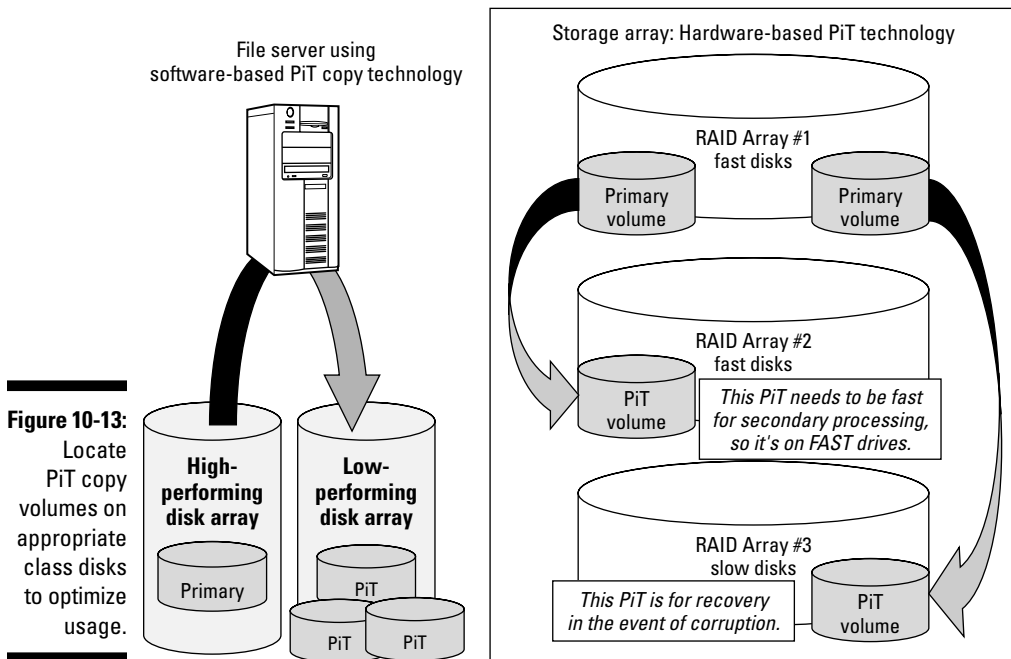 File server using
software-based PiT copy technology
High-
performing
disk array
Primary
Low-
performing
disk array
PiT
PiT
PiT
Figure 10-13:
Locate
PiT copy
volumes on
appropriate
class disks
to optimize
usage.
Storage array: Hardware-based PiT technology
RAID Array #1
fast disks
Primary
volume
Primary
volume
RAID Array #2
fast disks
PiT
volume
This PiT needs to be fast
for secondary processing,
so it's on FAST drives.
RAID Array #3
slow disks
This PiT is for recovery
in the event of corruption.
PiT
volume